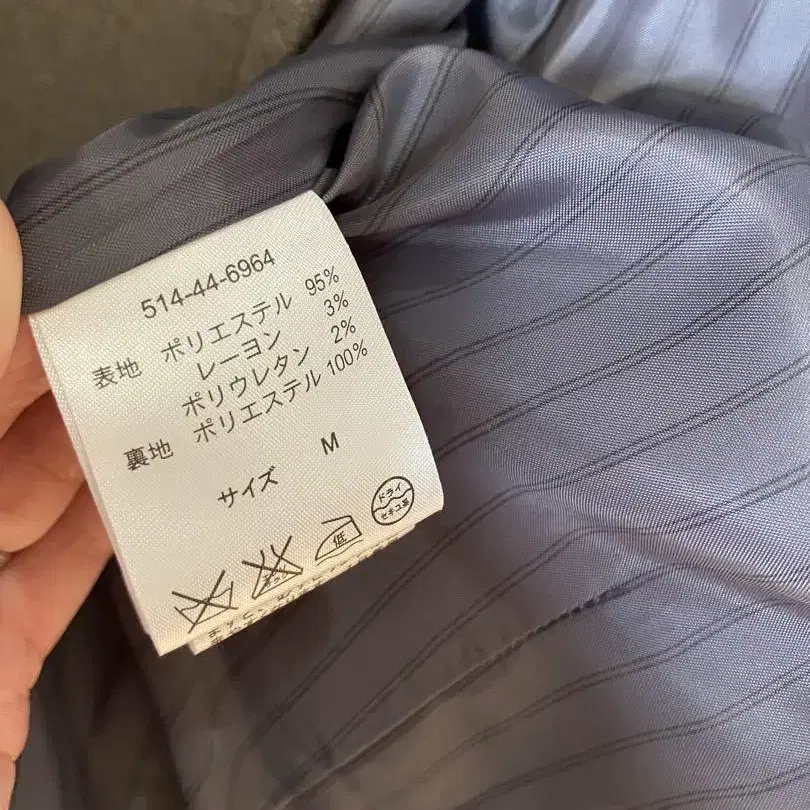 514-44-6964
表地 ポリエステル 95%
レーヨン 3%
ポリウレタン 2%
裏地 ポリエステル 100%
サイズ M
低
ドライ
セキユ系